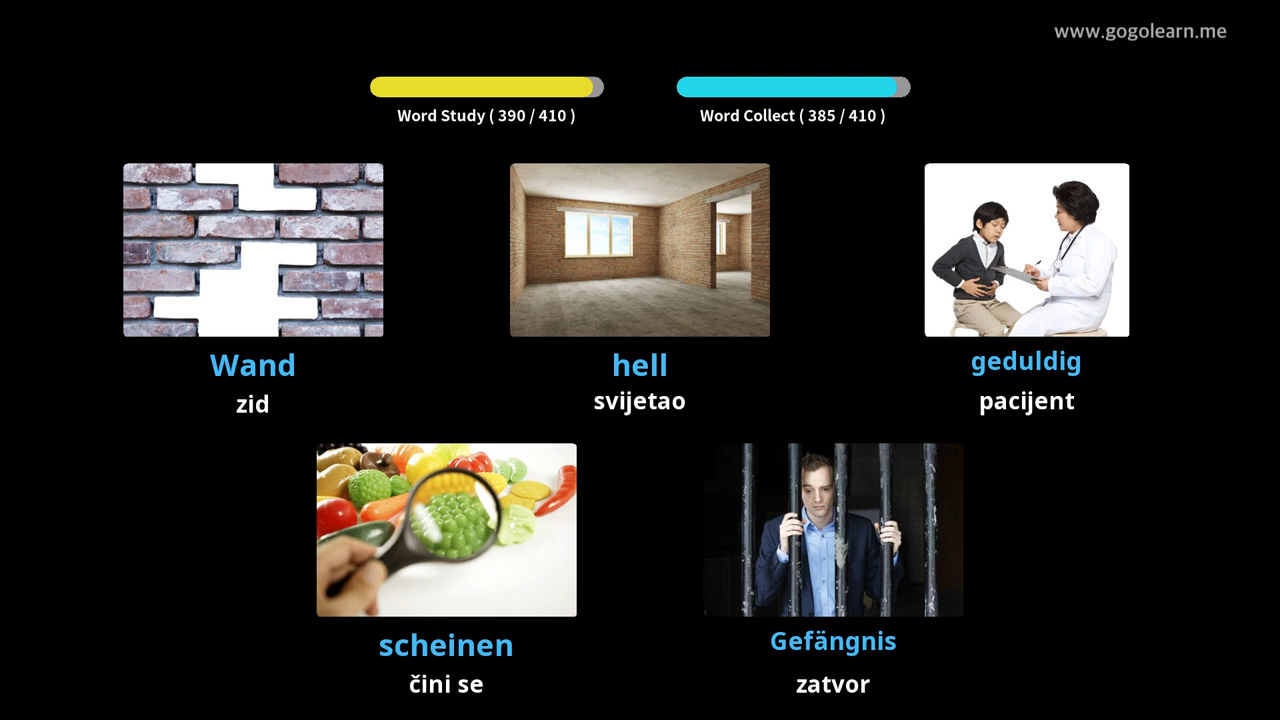 www.gogolearn.me
Word Study ( 390 / 410 )
Word Collect ( 385 / 410 )
Wand
zid
hell
svijetao
geduldig
pacijent
scheinen
čini se
Gefängnis
zatvor